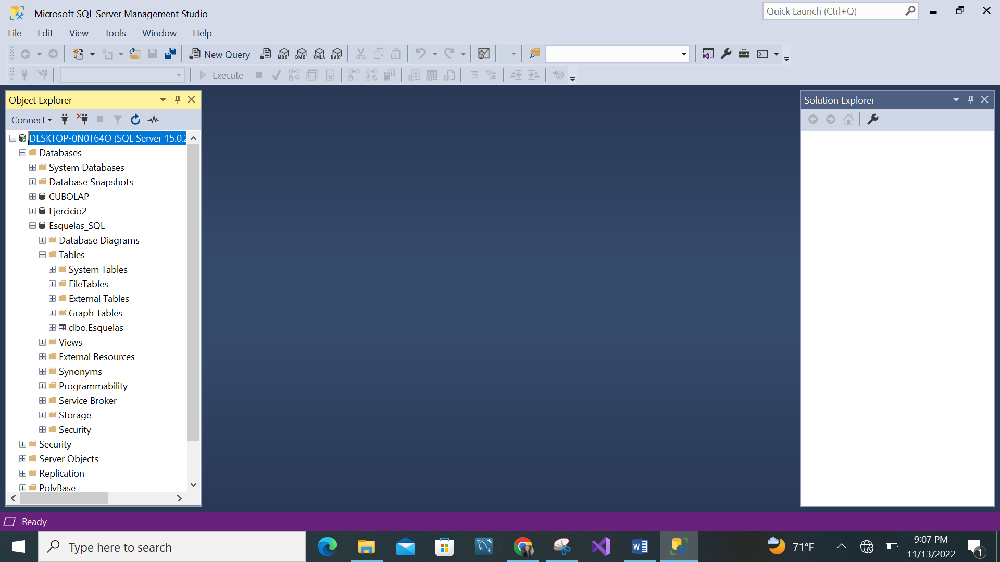 Microsoft SQL Server Management Studio
Quick Launch (Ctrl+Q)
File Edit View Tools Window Help
New Query MDX DMX XMLA DAX
Execute
Object Explorer
Connect
DESKTOP-0N0T64O (SQL Server 15.0.2
Databases
System Databases
Database Snapshots
CUBOLAP
Ejercicio2
Esquelas_SQL
Database Diagrams
Tables
System Tables
FileTables
External Tables
Graph Tables
dbo.Esquelas
Views
External Resources
Synonyms
Programmability
Service Broker
Storage
Security
Security
Server Objects
Replication
PolyBase
Solution Explorer
Ready
Type here to search
71°F
9:07 PM
11/13/2022
1